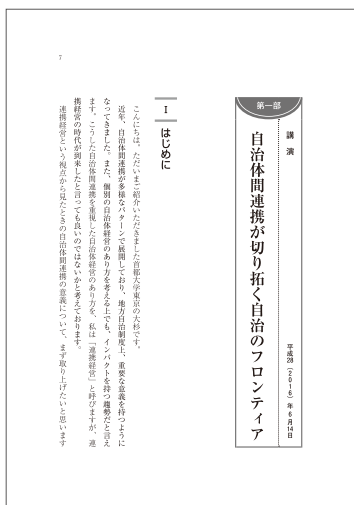 第一部
講演
自治体間連携が切り拓く自治のフロンティア
平成28（2016）年6月14日
Ⅰ はじめに
こんにちは。ただいまご紹介いただきました首都大学東京の大杉です。
近年、自治体間連携が多様なパターンで展開しており、地方自治制度上、重要な意義を持つように
なってきました。また、個別の自治体経営のあり方を考える上でも、インパクトを持つ趨勢だと言え
ます。こうした自治体間連携を重視した自治体経営のあり方を、私は「連携経営」と呼びますが、連
携経営の時代が到来したと言っても良いのではないかと考えております。
連携経営という視点から見たときの自治体間連携の意義について、まず取り上げたいと思います
7